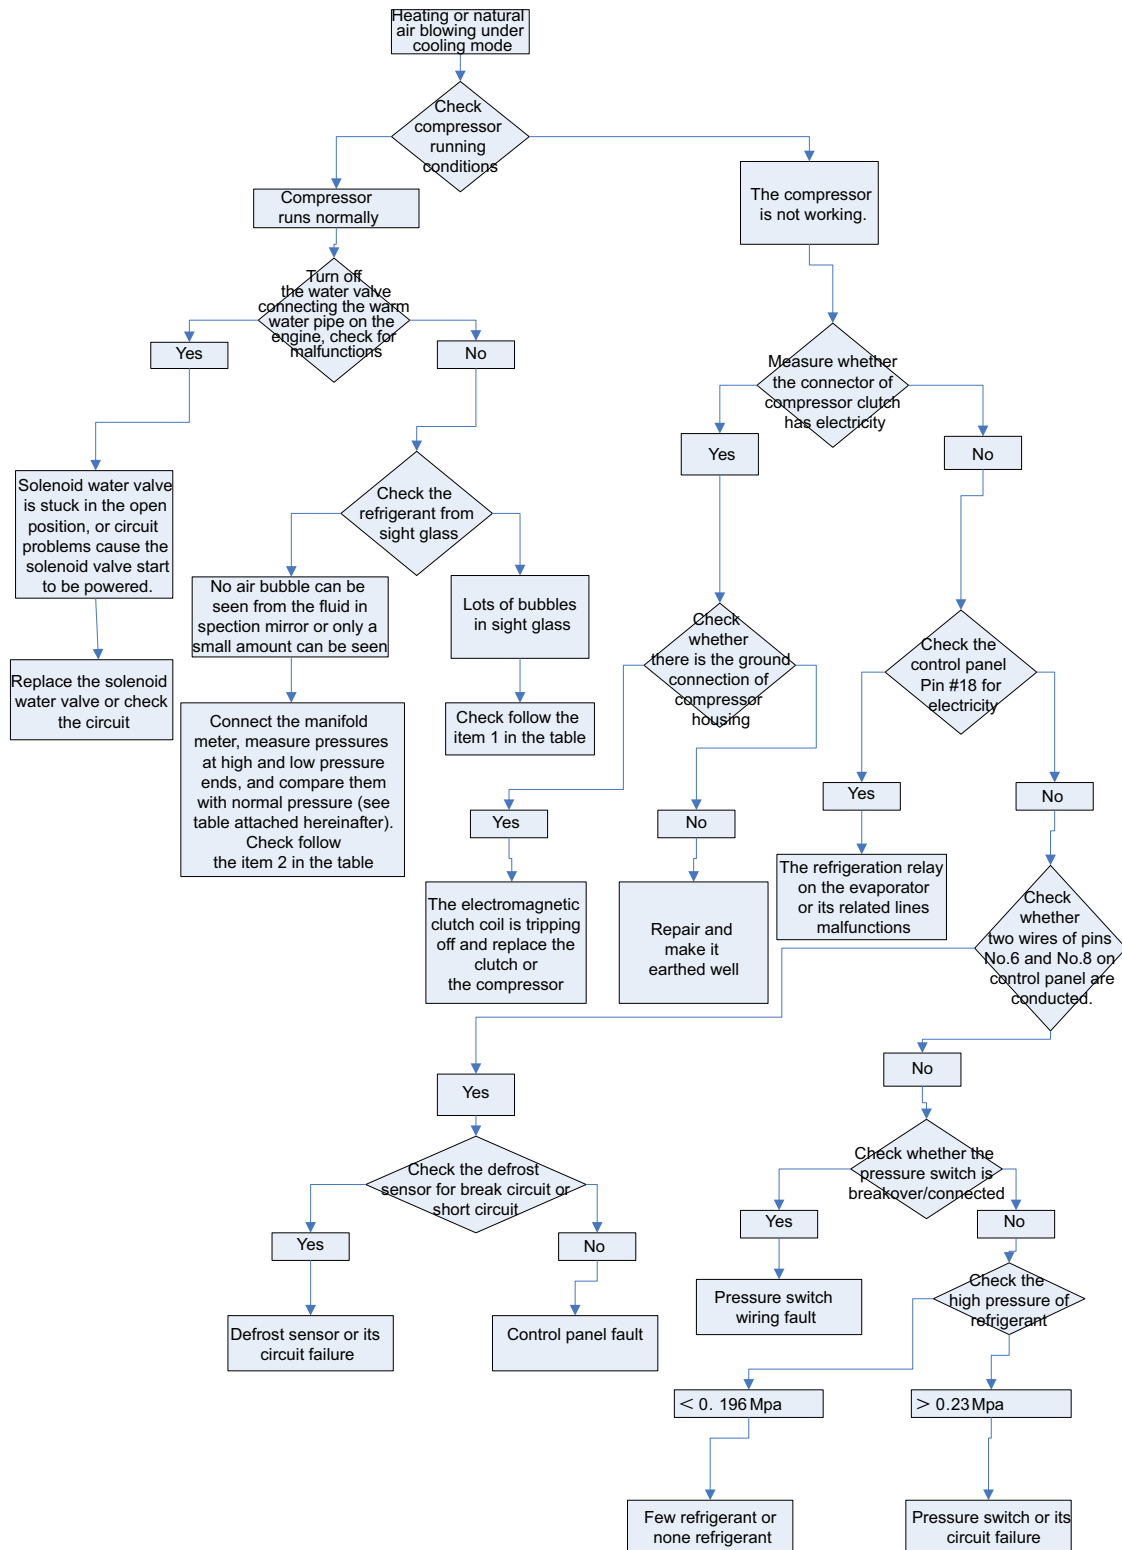 Heating or natural
air blowing under
cooling mode
Check
compressor
running
conditions
Compressor
runs normally
The compressor
is not working.
Turn off
the water valve
connecting the warm
water pipe on the
engine, check for
malfunctions
Yes
No
Measure whether
the connector of
compressor clutch
has electricity
Yes
No
Solenoid water valve
is stuck in the open
position, or circuit
problems cause the
solenoid valve start
to be powered.
Check the
refrigerant from
sight glass
No air bubble can be
seen from the fluid in
spection mirror or only a
small amount can be seen
Lots of bubbles
in sight glass
Check
whether
there is the ground
connection of
compressor
housing
Check the
control panel
Pin #18 for
electricity
Replace the solenoid
water valve or check
the circuit
Connect the manifold
meter, measure pressures
at high and low pressure
ends, and compare them
with normal pressure (see
table attached hereinafter).
Check follow
the item 2 in the table
Check follow the
item 1 in the table
Yes
No
Yes
No
The electromagnetic
clutch coil is tripping
off and replace the
clutch or
the compressor
Repair and
make it
earthed well
The refrigeration relay
on the evaporator
or its related lines
malfunctions
Check
whether
two wires of pins
No.6 and No.8 on
control panel are
conducted.
Yes
No
Check the defrost
sensor for break circuit or
short circuit
Check whether the
pressure switch is
breakover/connected
Yes
No
Yes
No
Defrost sensor or its
circuit failure
Control panel fault
Pressure switch
wiring fault
Check the
high pressure of
refrigerant
＜0. 196 Mpa
＞0.23 Mpa
Few refrigerant or
none refrigerant
Pressure switch or its
circuit failure